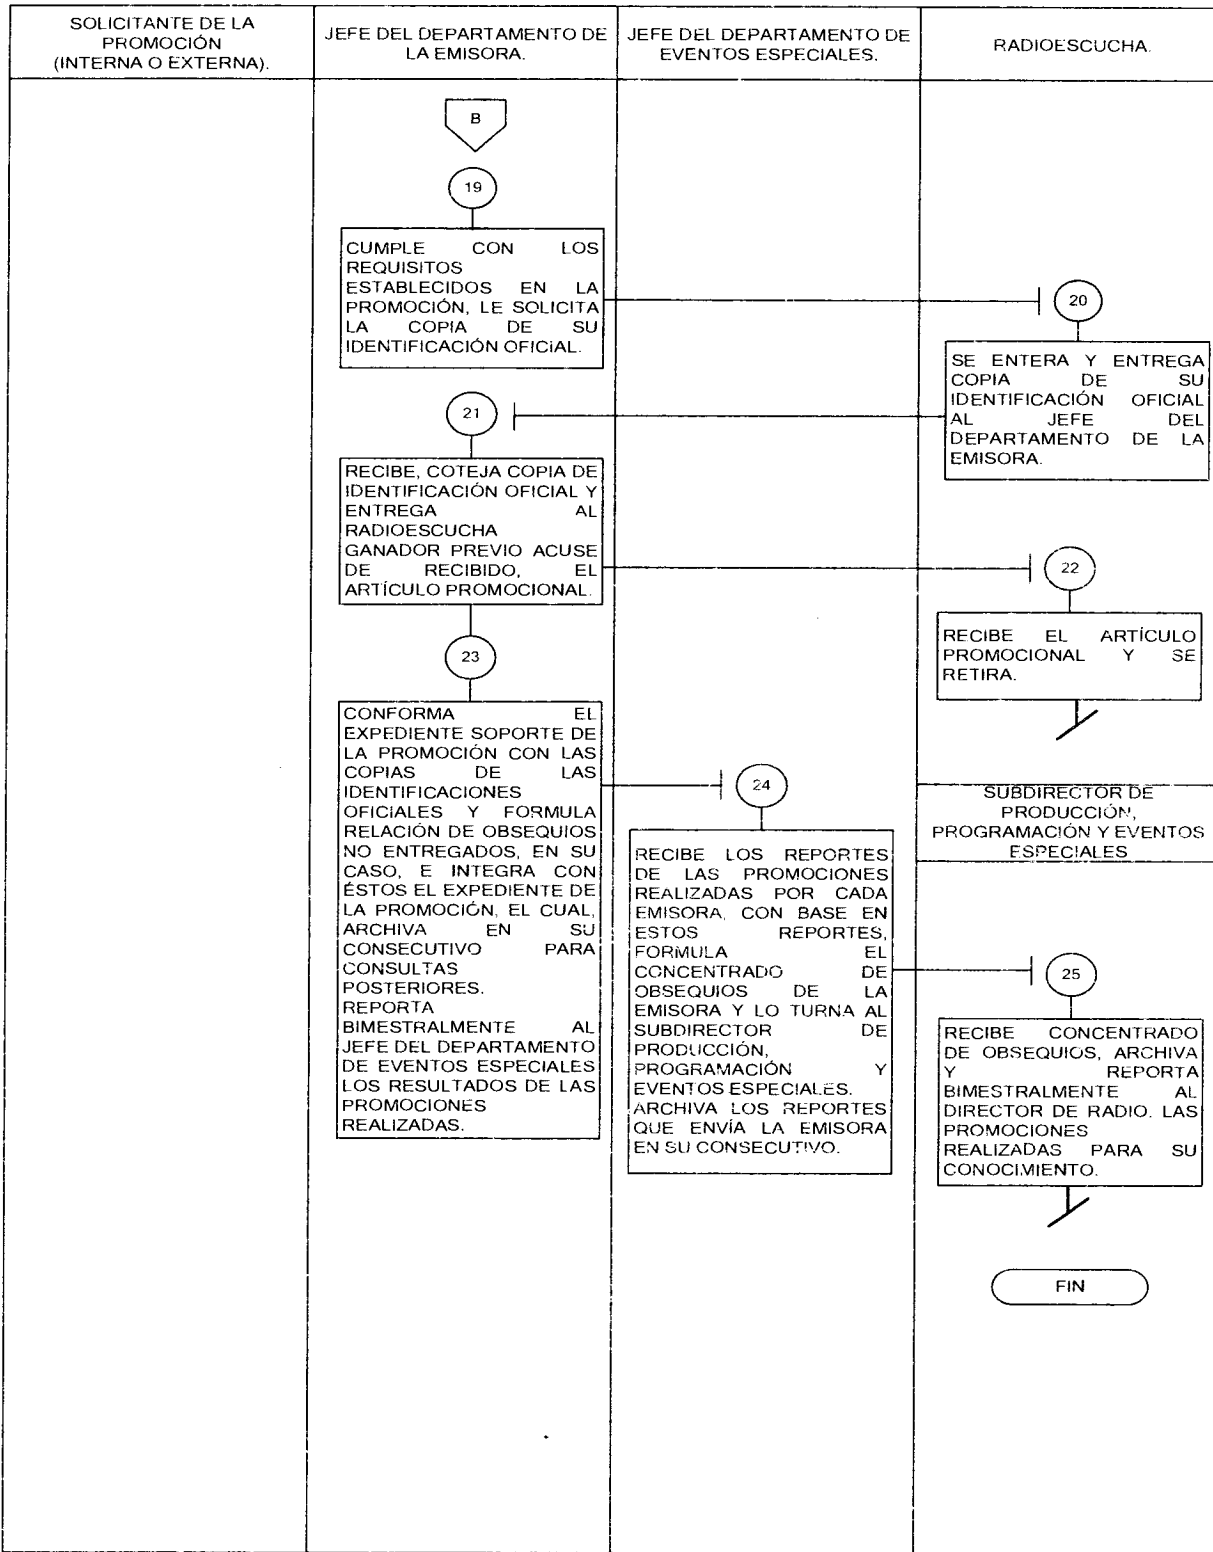 SOLICITANTE DE LA
PROMOCIÓN
(INTERNA O EXTERNA).
JEFE DEL DEPARTAMENTO DE
LA EMISORA.
JEFE DEL DEPARTAMENTO DE
EVENTOS ESPECIALES.
RADIOESCUCHA.
B
19
CUMPLE CON LOS
REQUISITOS
ESTABLECIDOS EN LA
PROMOCIÓN, LE SOLICITA
LA COPIA DE SU
IDENTIFICACIÓN OFICIAL.
20
SE ENTERA Y ENTREGA
COPIA DE SU
IDENTIFICACIÓN OFICIAL
AL JEFE DEL
DEPARTAMENTO DE LA
EMISORA.
21
RECIBE, COTEJA COPIA DE
IDENTIFICACIÓN OFICIAL Y
ENTREGA AL
RADIOESCUCHA
GANADOR PREVIO ACUSE
DE RECIBIDO, EL
ARTÍCULO PROMOCIONAL.
22
RECIBE EL ARTÍCULO
PROMOCIONAL Y SE
RETIRA.
23
CONFORMA EL
EXPEDIENTE SOPORTE DE
LA PROMOCIÓN CON LAS
COPIAS DE LAS
IDENTIFICACIONES
OFICIALES Y FORMULA
RELACIÓN DE OBSEQUIOS
NO ENTREGADOS, EN SU
CASO, E INTEGRA CON
ÉSTOS EL EXPEDIENTE DE
LA PROMOCIÓN, EL CUAL,
ARCHIVA EN SU
CONSECUTIVO PARA
CONSULTAS
POSTERIORES.
REPORTA
BIMESTRALMENTE AL
JEFE DEL DEPARTAMENTO
DE EVENTOS ESPECIALES
LOS RESULTADOS DE LAS
PROMOCIONES
REALIZADAS.
24
RECIBE LOS REPORTES
DE LAS PROMOCIONES
REALIZADAS POR CADA
EMISORA, CON BASE EN
ESTOS REPORTES,
FORMULA EL
CONCENTRADO DE
OBSEQUIOS DE LA
EMISORA Y LO TURNA AL
SUBDIRECTOR DE
PRODUCCIÓN,
PROGRAMACIÓN Y
EVENTOS ESPECIALES.
ARCHIVA LOS REPORTES
QUE ENVÍA LA EMISORA
EN SU CONSECUTIVO.
SUBDIRECTOR DE
PRODUCCIÓN,
PROGRAMACIÓN Y EVENTOS
ESPECIALES
25
RECIBE CONCENTRADO
DE OBSEQUIOS, ARCHIVA
Y REPORTA
BIMESTRALMENTE AL
DIRECTOR DE RADIO. LAS
PROMOCIONES
REALIZADAS PARA SU
CONOCIMIENTO.
FIN